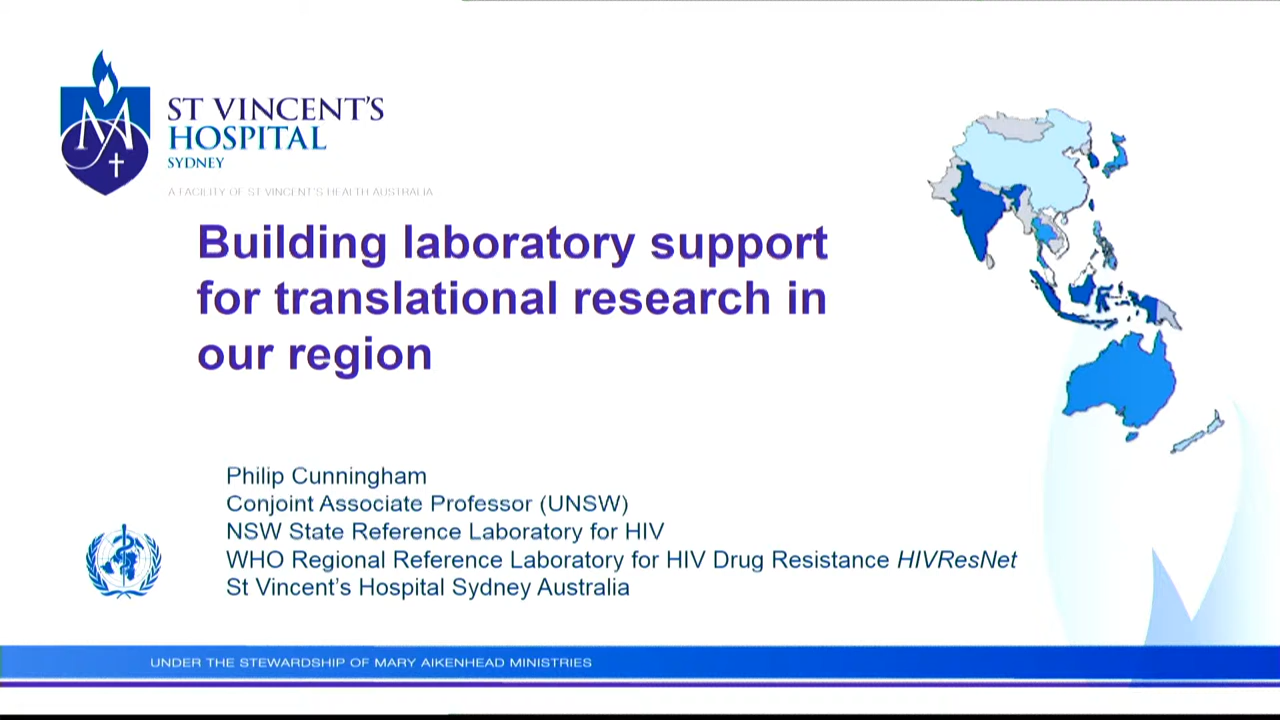 ST VINCENT'S
HOSPITAL
SYDNEY
A FACILITY OF ST VINCENT'S HEALTH AUSTRALIA
Building laboratory support
for translational research in
our region
Philip Cunningham
Conjoint Associate Professor (UNSW)
NSW State Reference Laboratory for HIV
WHO Regional Reference Laboratory for HIV Drug Resistance HIVResNet
St Vincent's Hospital Sydney Australia
UNDER THE STEWARDSHIP OF MARY AIKENHEAD MINISTRIES